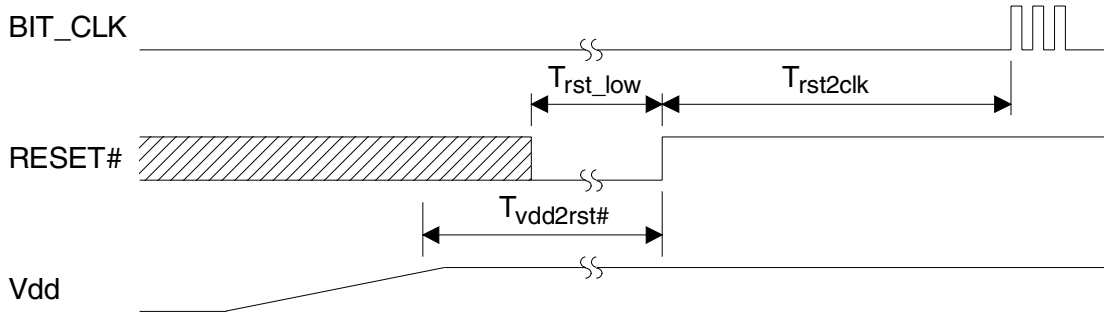 BIT_CLK
Trst_low
Trst2clk
RESET#
Tvdd2rst#
Vdd